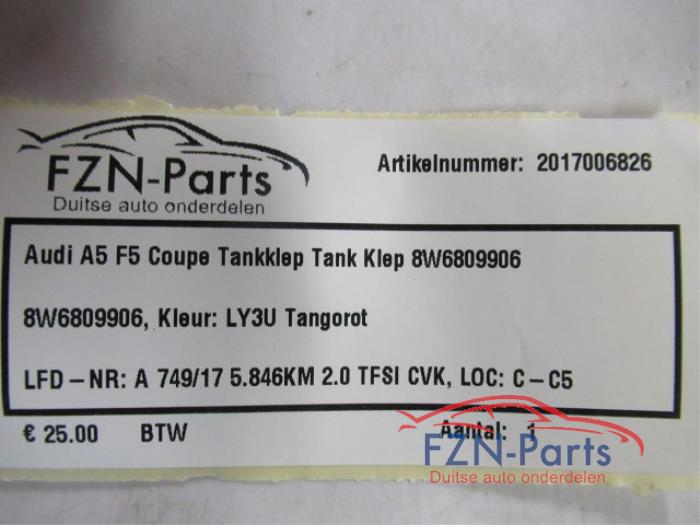 FZN-Parts
Duitse auto onderdelen
Artikelnummer: 2017006826
Audi A5 F5 Coupe Tankklep Tank Klep 8W6809906
8W6809906, Kleur: LY3U Tangorot
LFD-NR: A 749/17 5.846KM 2.0 TFSI CVK, LOC: C-C5
€ 25.00 BTW Aantal: 1
FZN-Parts
Duitse auto onderdelen